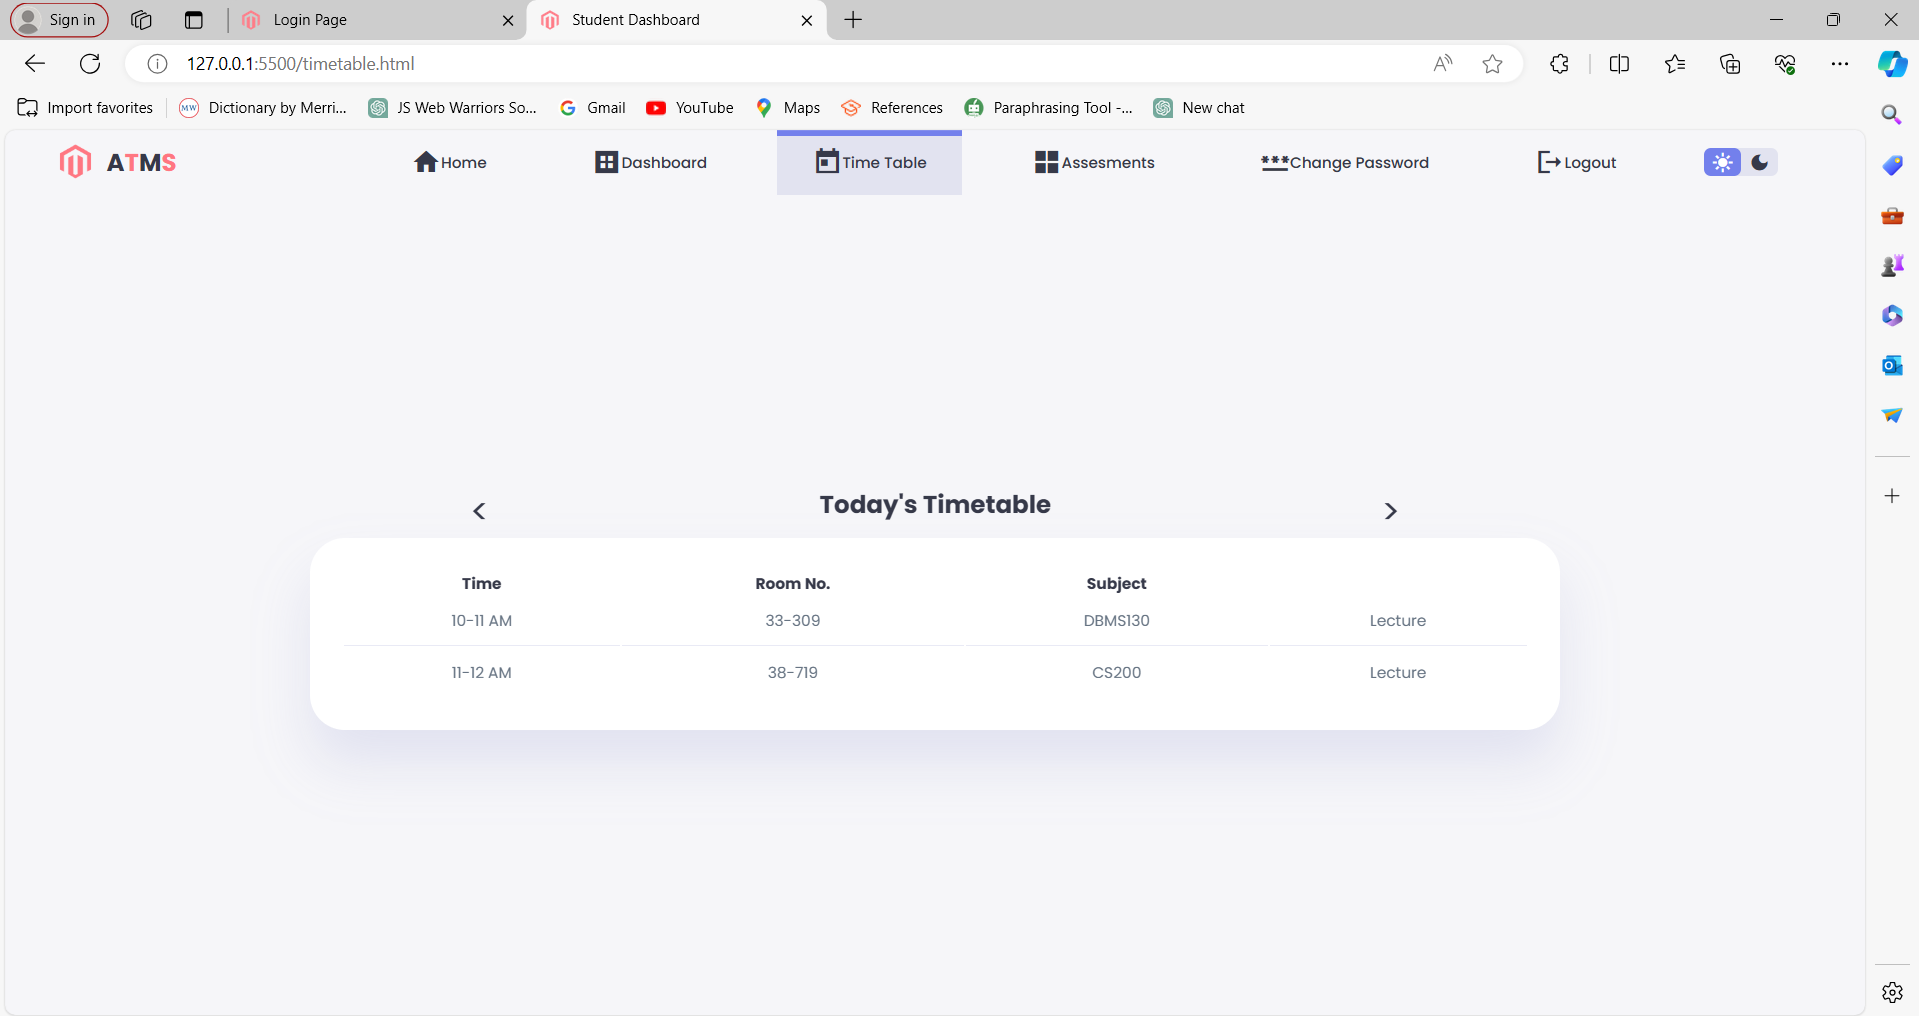 Sign in
Login Page
Student Dashboard
127.0.0.1:5500/timetable.html
Import favorites
Dictionary by Merri...
JS Web Warriors So...
Gmail
YouTube
Maps
References
Paraphrasing Tool -...
New chat
ATMS
Home
Dashboard
Time Table
Assesments
***Change Password
Logout
< Today's Timetable >
Time Room No. Subject
10-11 AM 33-309 DBMS130 Lecture
11-12 AM 38-719 CS200 Lecture